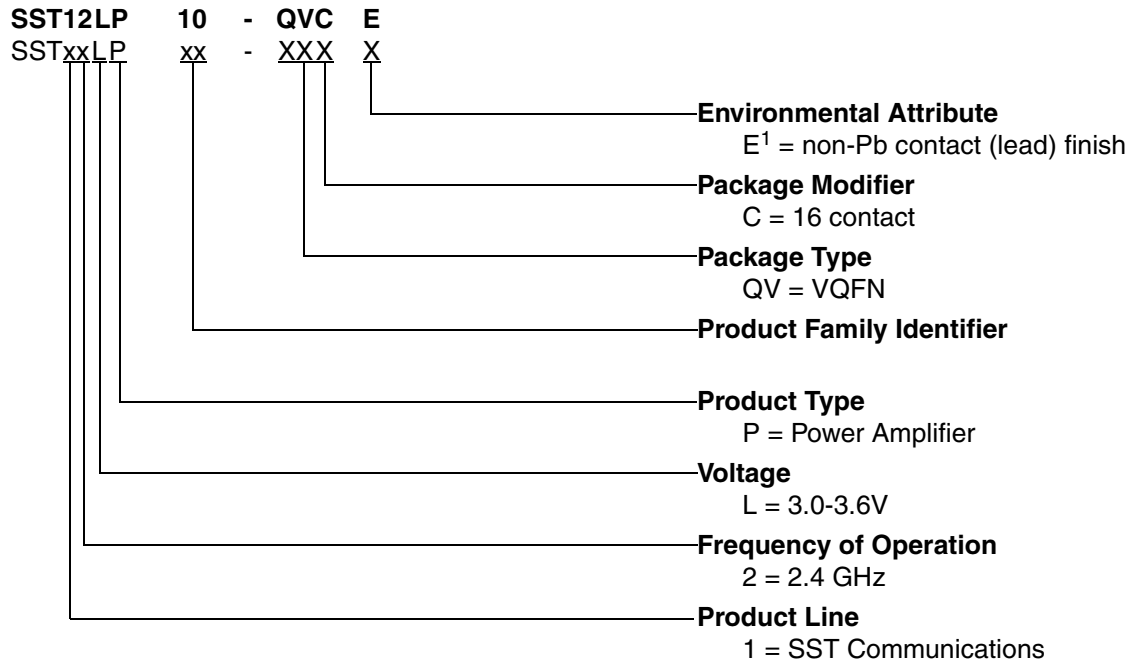 SST12LP 10 - QVC E
SSTxxLP xx - XXX X
Environmental Attribute
E1 = non-Pb contact (lead) finish
Package Modifier
C = 16 contact
Package Type
QV = VQFN
Product Family Identifier
Product Type
P = Power Amplifier
Voltage
L = 3.0-3.6V
Frequency of Operation
2 = 2.4 GHz
Product Line
1 = SST Communications